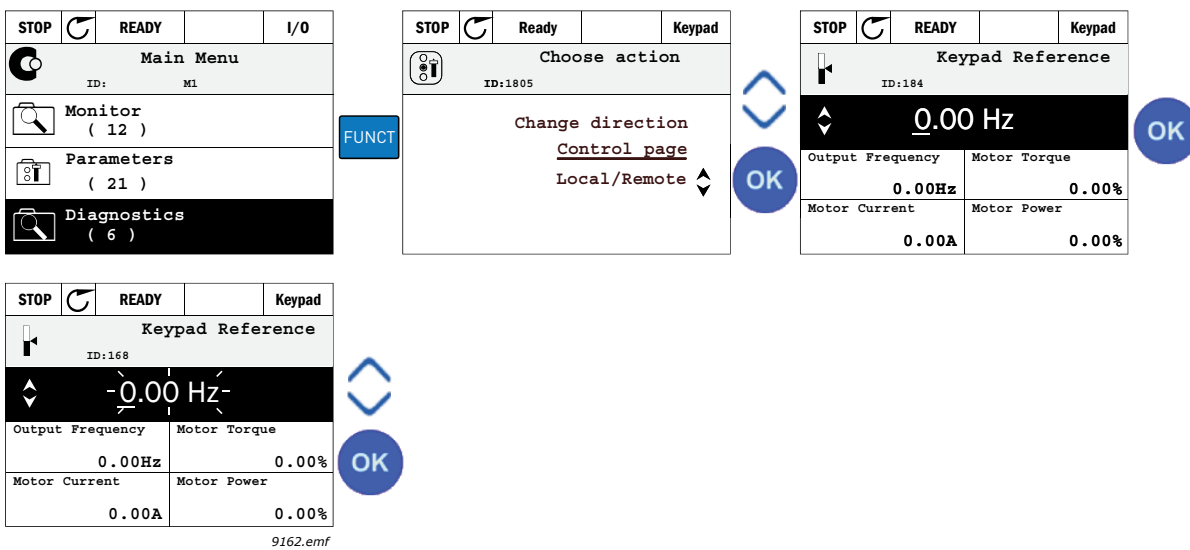 STOP READY I/O
Main Menu
ID: M1
Monitor
( 12 )
Parameters
( 21 )
Diagnostics
( 6 )
FUNCT
STOP Ready Keypad
Choose action
ID:1805
Change direction
Control page
Local/Remote
OK
STOP READY Keypad
Keypad Reference
ID:184
0.00 Hz
Output Frequency Motor Torque
0.00Hz 0.00%
Motor Current Motor Power
0.00A 0.00%
OK
STOP READY Keypad
Keypad Reference
ID:168
0.00 Hz
Output Frequency Motor Torque
0.00Hz 0.00%
Motor Current Motor Power
0.00A 0.00%
OK
9162.emf